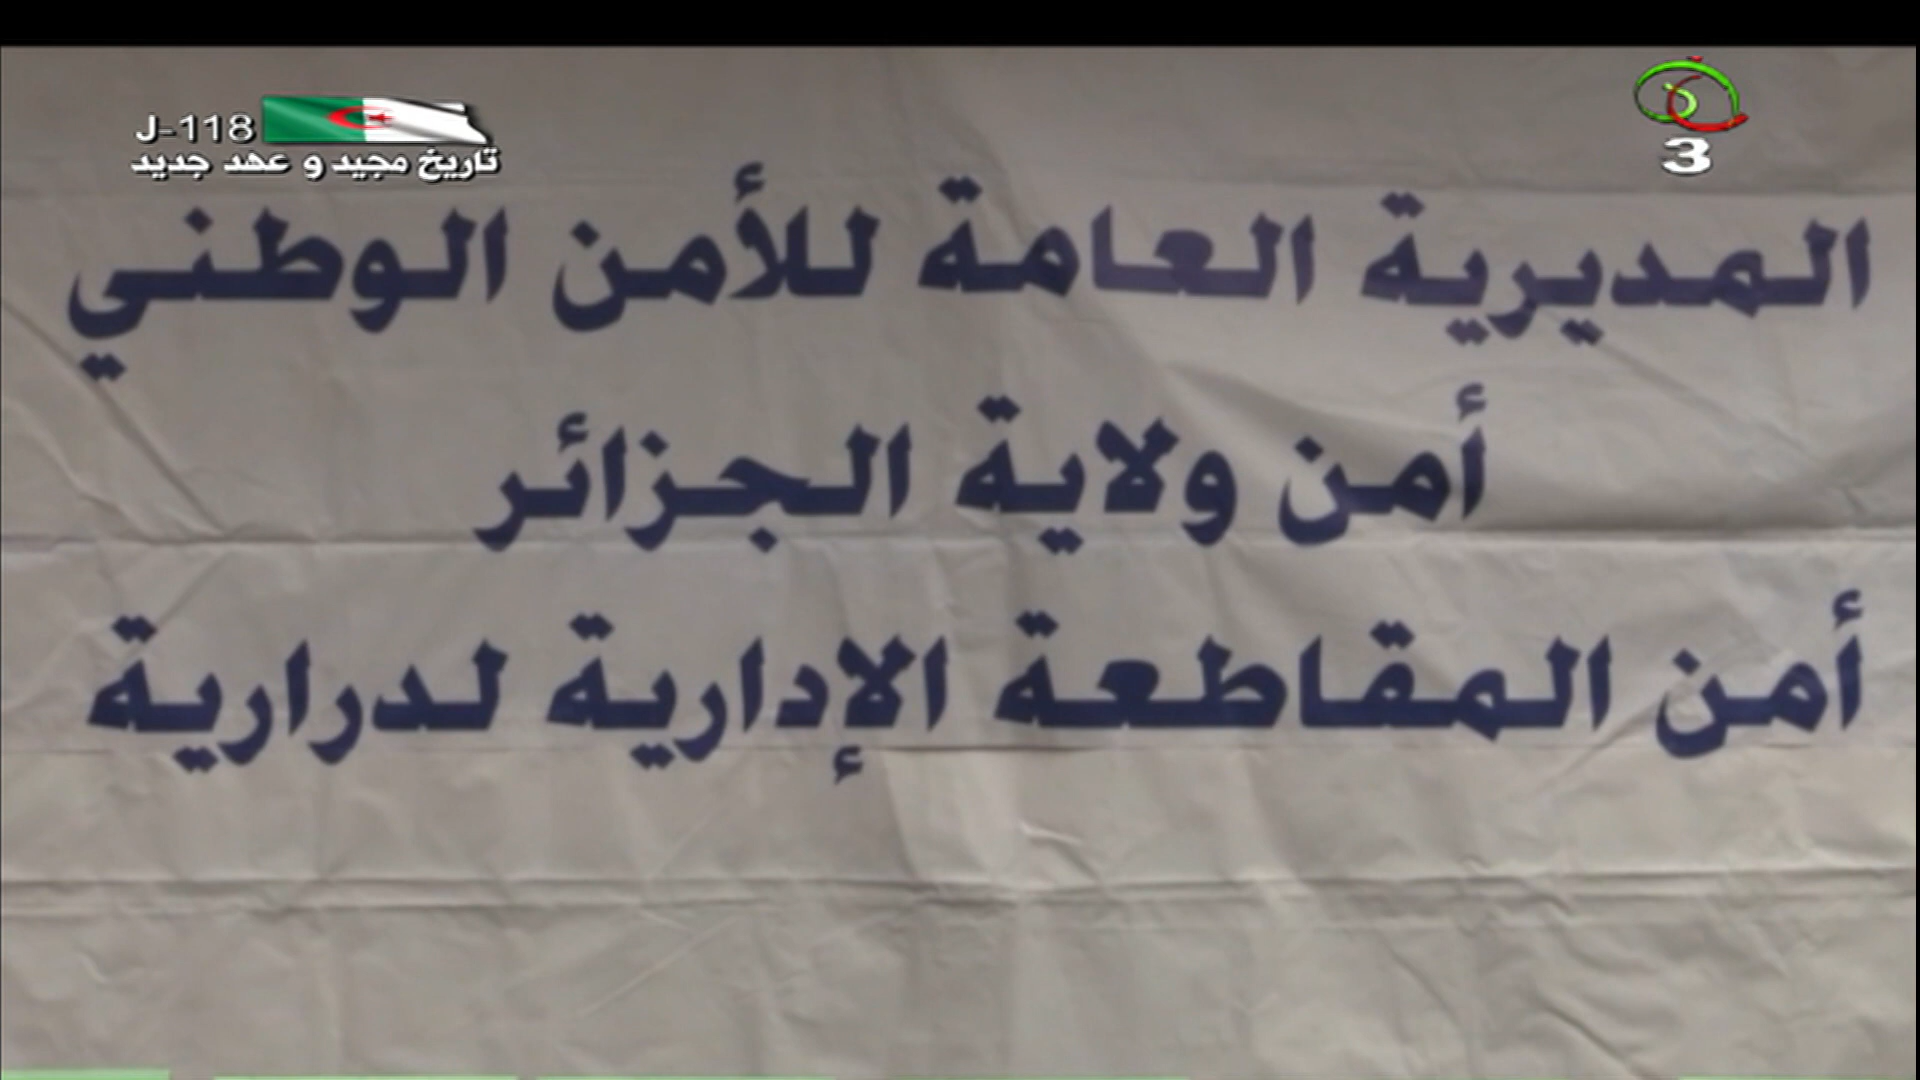 J-118
تاريخ مجيد و عهد جديد
3
المديرية العامة للأمن الوطني
أمن ولاية الجزائر
أمن المقاطعة الإدارية لدرارية